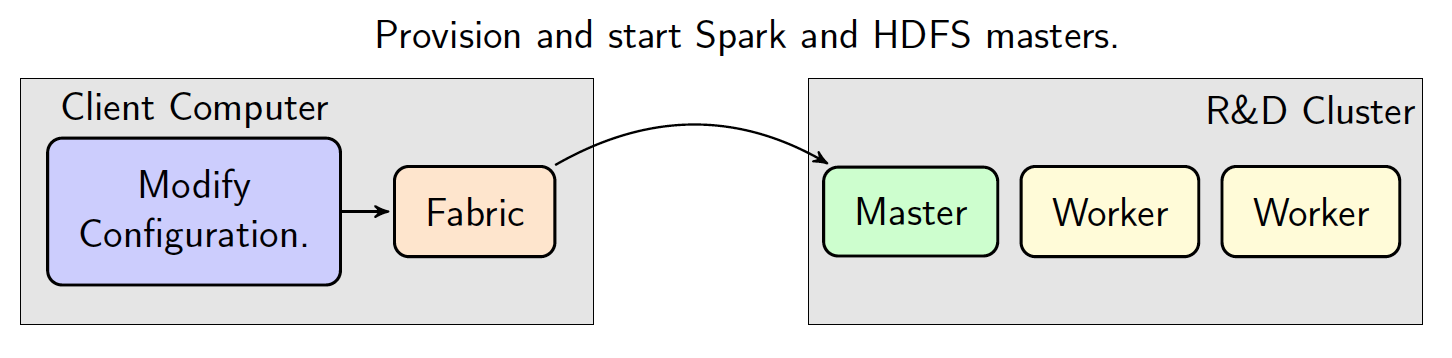 Provision and start Spark and HDFS masters.
Client Computer
Modify
Configuration.
Fabric
R&D Cluster
Master
Worker
Worker